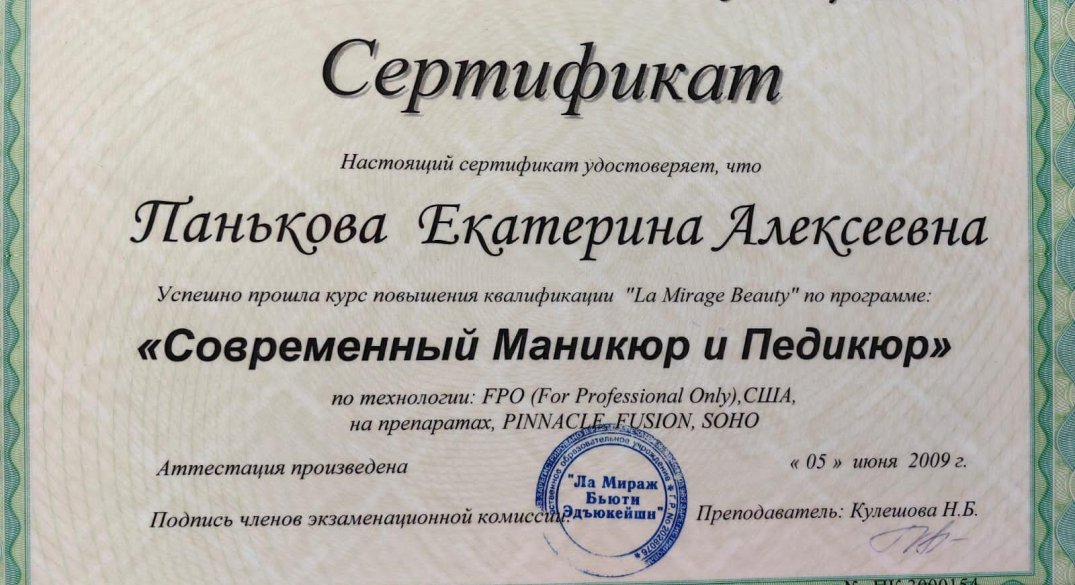 Сертификат
Настоящий сертификат удостоверяет, что
Панькова Екатерина Алексеевна
Успешно прошла курс повышения квалификации "La Mirage Beauty" по программе:
«Современный Маникюр и Педикюр»
по технологии: FPO (For Professional Only),США,
на препаратах, PINNACLE, FUSION, SOHO
Аттестация произведена
« 05 » июня 2009 г.
"Ла Мираж
Бьюти
Эдъюкейшн"
Подпись членов экзаменационной комиссии:
Преподаватель: Кулешова Н.Б.